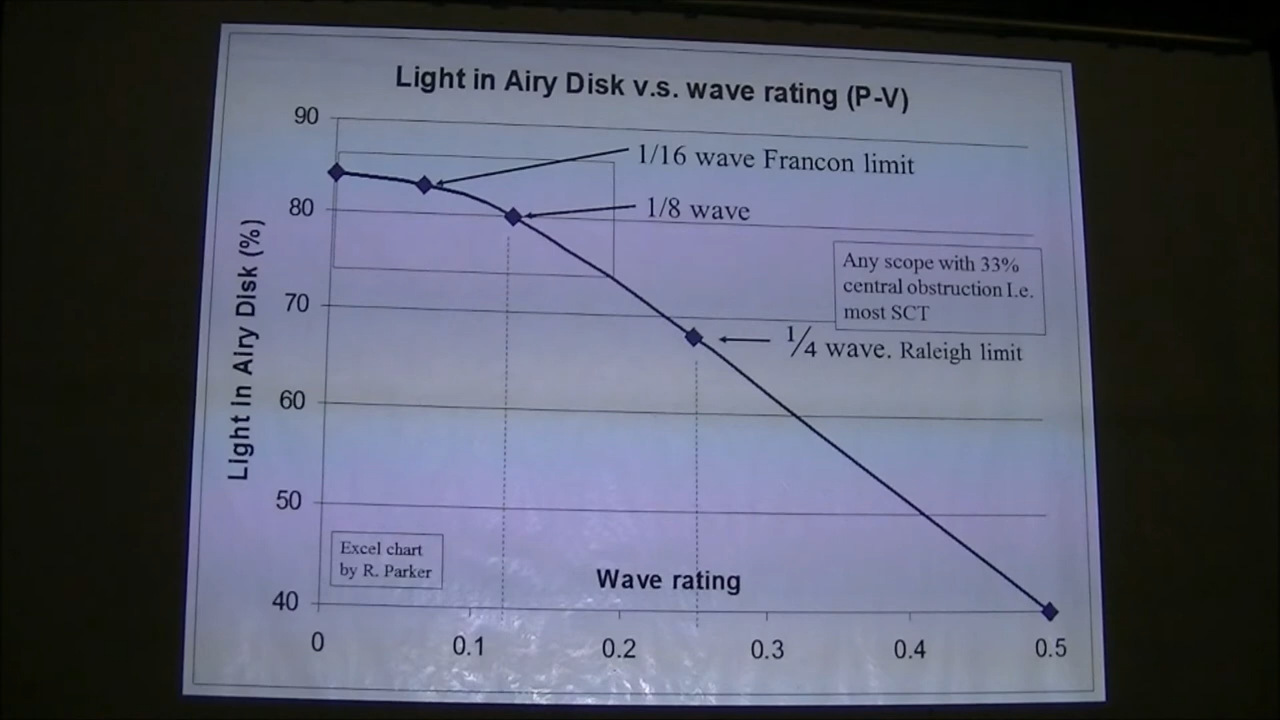 Light in Airy Disk v.s. wave rating (P-V)
90
80
70
60
50
40
Light in Airy Disk (%)
1/16 wave Francon limit
1/8 wave
Any scope with 33%
central obstruction I.e.
most SCT
1/4 wave. Raleigh limit
Excel chart
by R. Parker
Wave rating
0
0.1
0.2
0.3
0.4
0.5